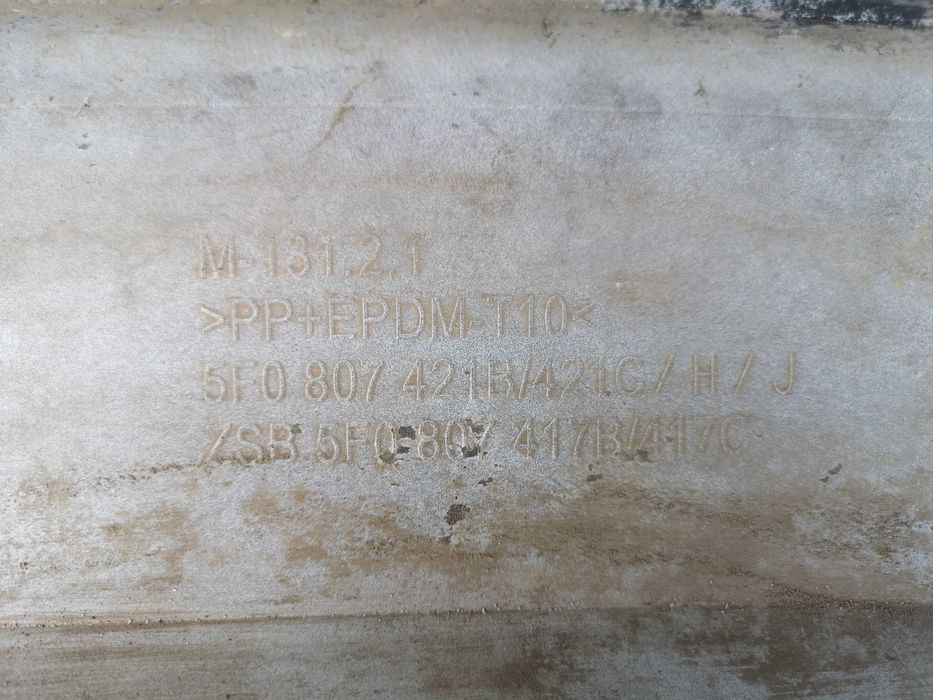 M-131.2.1
>PP+EPDM-T10<
5F0 807 421B/421C/ H / J
ZSB 5F0 807 417B/417C